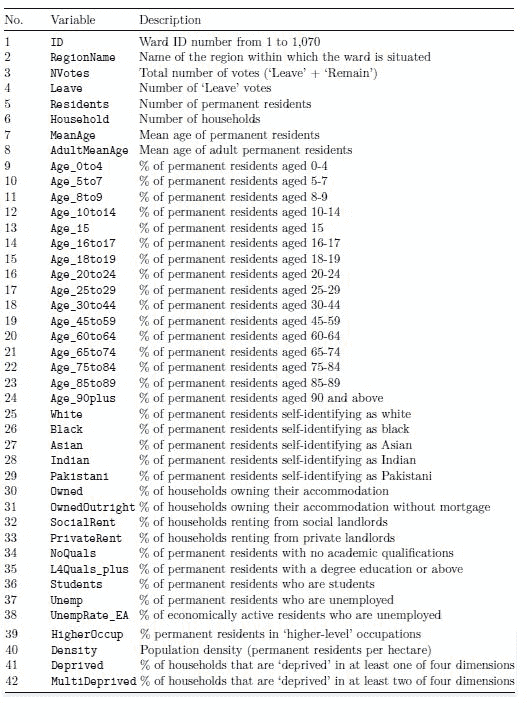 No. Variable Description
1 ID Ward ID number from 1 to 1,070
2 RegionName Name of the region within which the ward is situated
3 NVotes Total number of votes (‘Leave’ + ‘Remain’)
4 Leave Number of ‘Leave’ votes
5 Residents Number of permanent residents
6 Household Number of households
7 MeanAge Mean age of permanent residents
8 AdultMeanAge Mean age of adult permanent residents
9 Age_0to4 % of permanent residents aged 0-4
10 Age_5to7 % of permanent residents aged 5-7
11 Age_8to9 % of permanent residents aged 8-9
12 Age_10to14 % of permanent residents aged 10-14
13 Age_15 % of permanent residents aged 15
14 Age_16to17 % of permanent residents aged 16-17
15 Age_18to19 % of permanent residents aged 18-19
16 Age_20to24 % of permanent residents aged 20-24
17 Age_25to29 % of permanent residents aged 25-29
18 Age_30to44 % of permanent residents aged 30-44
19 Age_45to59 % of permanent residents aged 45-59
20 Age_60to64 % of permanent residents aged 60-64
21 Age_65to74 % of permanent residents aged 65-74
22 Age_75to84 % of permanent residents aged 75-84
23 Age_85to89 % of permanent residents aged 85-89
24 Age_90plus % of permanent residents aged 90 and above
25 White % of permanent residents self-identifying as white
26 Black % of permanent residents self-identifying as black
27 Asian % of permanent residents self-identifying as Asian
28 Indian % of permanent residents self-identifying as Indian
29 Pakistani % of permanent residents self-identifying as Pakistani
30 Owned % of households owning their accommodation
31 OwnedOutright % of households owning their accommodation without mortgage
32 SocialRent % of households renting from social landlords
33 PrivateRent % of households renting from private landlords
34 NoQuals % of permanent residents with no academic qualifications
35 L4Quals_plus % of permanent residents with a degree education or above
36 Students % of permanent residents who are students
37 Unemp % of permanent residents who are unemployed
38 UnempRate_EA % of economically active residents who are unemployed
39 HigherOccup % permanent residents in ‘higher-level’ occupations
40 Density Population density (permanent residents per hectare)
41 Deprived % of households that are ‘deprived’ in at least one of four dimensions
42 MultiDeprived % of households that are ‘deprived’ in at least two of four dimensions